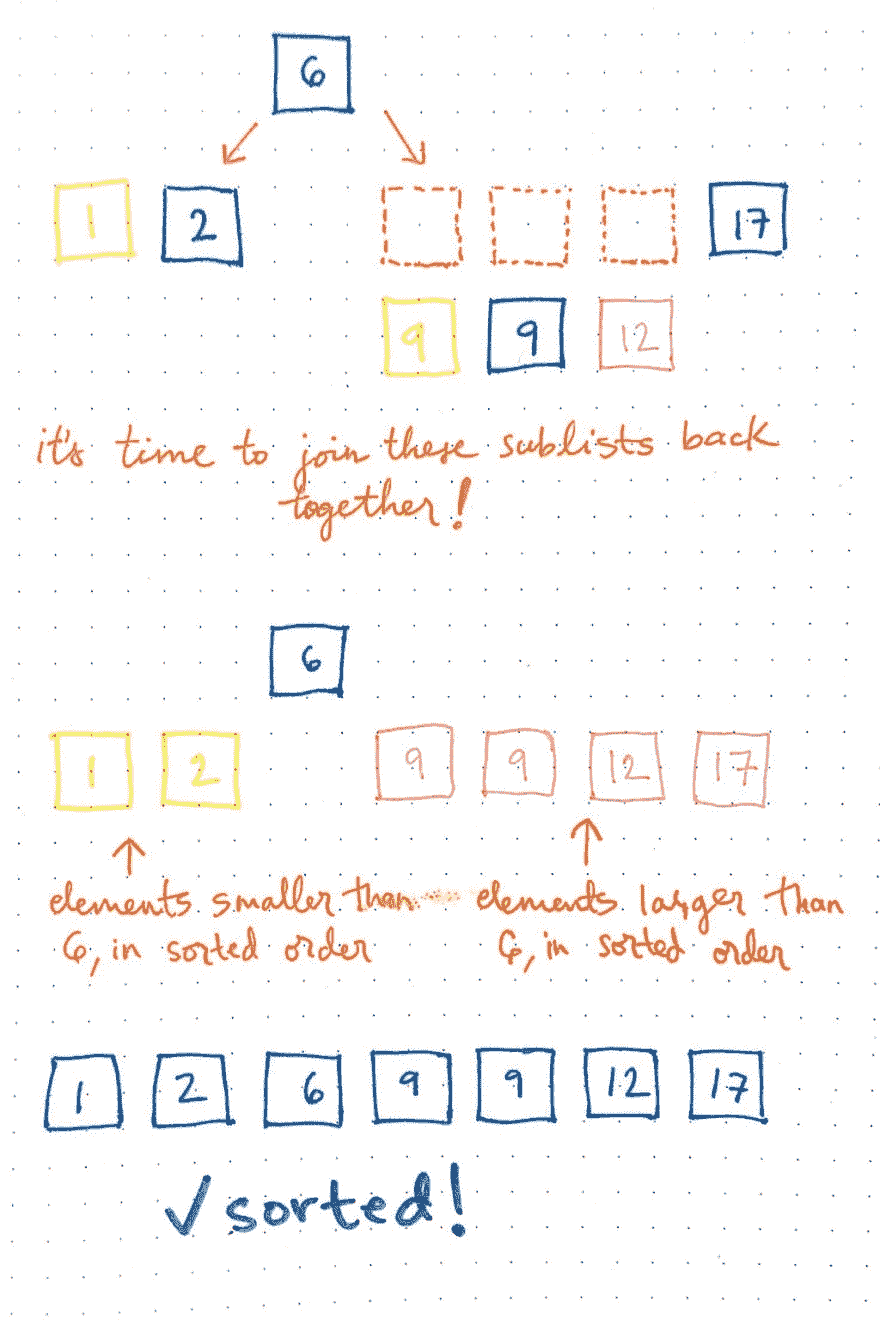 6
1 2 17
9 9 12
it's time to join these sublists back
together!
6
1 2 9 9 12 17
elements smaller than
6, in sorted order
elements larger than
6, in sorted order
1 2 6 9 9 12 17
✓ sorted!